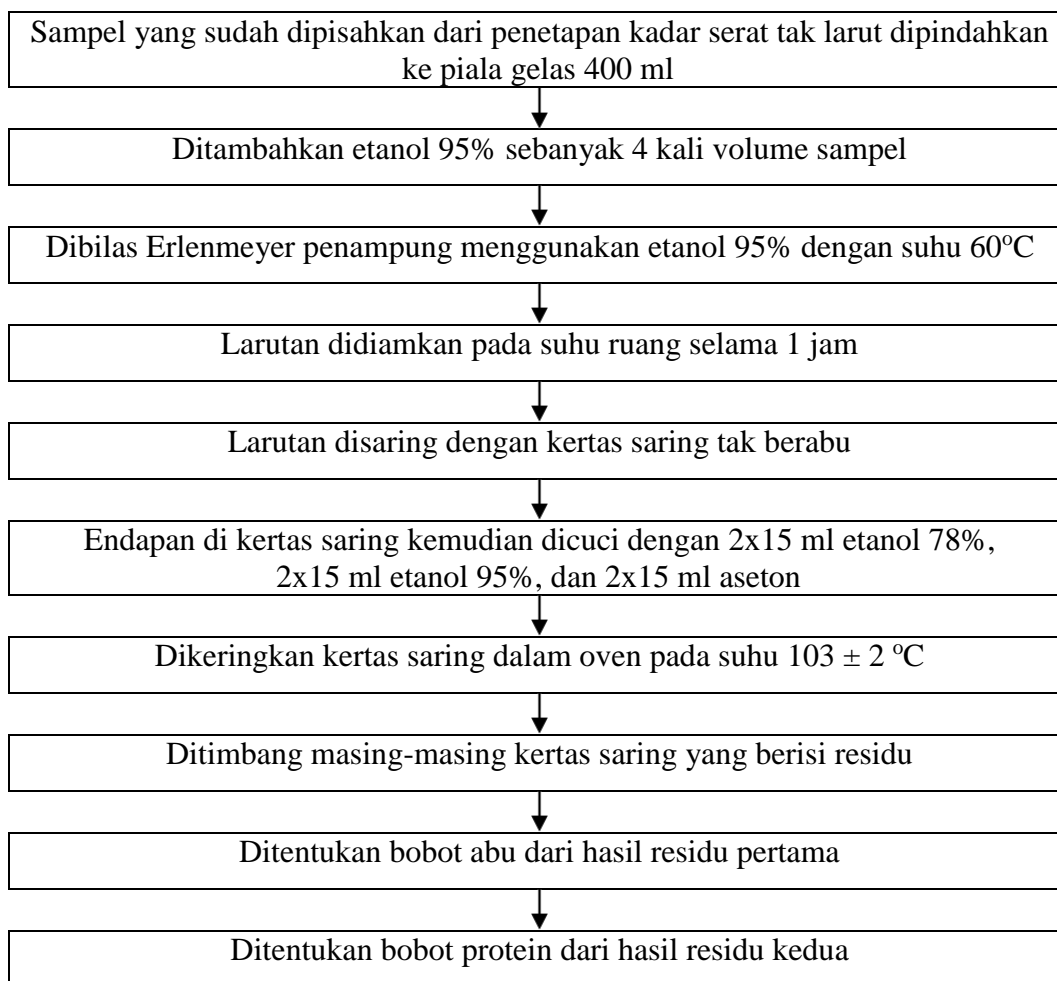 Sampel yang sudah dipisahkan dari penetapan kadar serat tak larut dipindahkan
ke piala gelas 400 ml
Ditambahkan etanol 95% sebanyak 4 kali volume sampel
Dibilas Erlenmeyer penampung menggunakan etanol 95% dengan suhu 60°C
Larutan didiamkan pada suhu ruang selama 1 jam
Larutan disaring dengan kertas saring tak berabu
Endapan di kertas saring kemudian dicuci dengan 2x15 ml etanol 78%,
2x15 ml etanol 95%, dan 2x15 ml aseton
Dikeringkan kertas saring dalam oven pada suhu 103 ± 2 °C
Ditimbang masing-masing kertas saring yang berisi residu
Ditentukan bobot abu dari hasil residu pertama
Ditentukan bobot protein dari hasil residu kedua